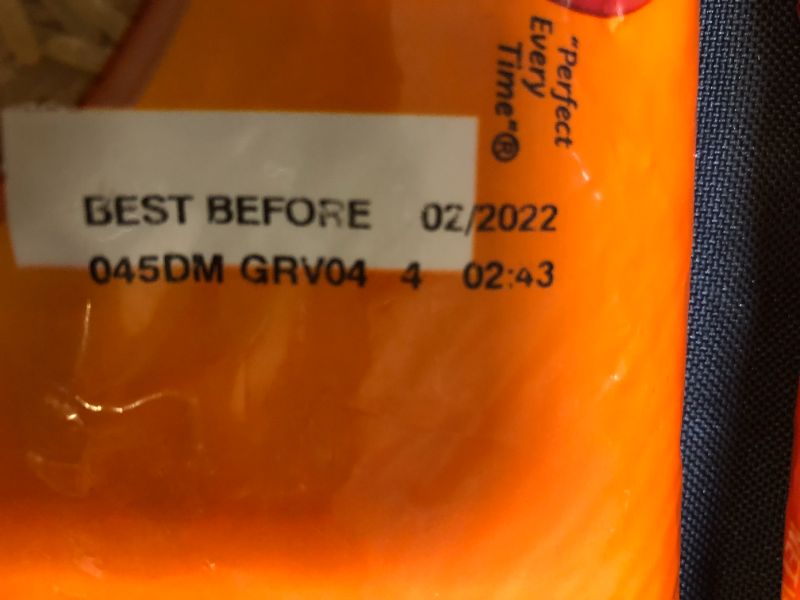 "Perfect
Every
Time"®
BEST BEFORE 02/2022
045DM GRV04 4 02:43